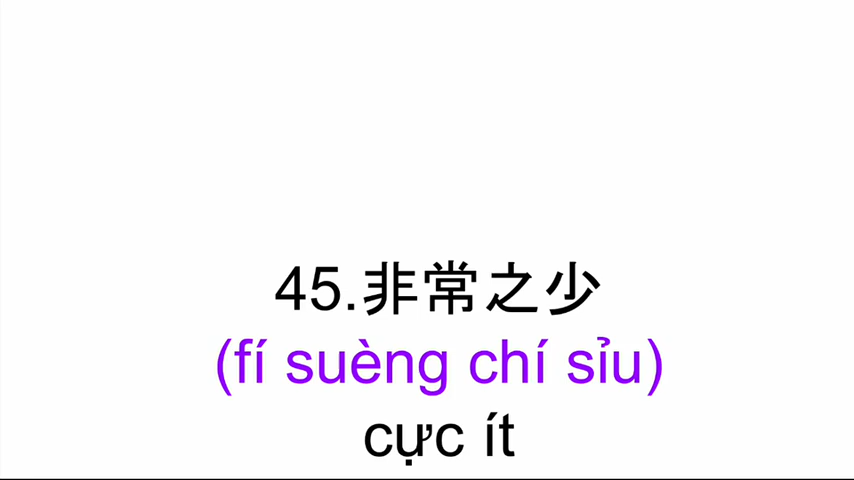 45.非常之少
(fí suèng chí sỉu)
cực ít